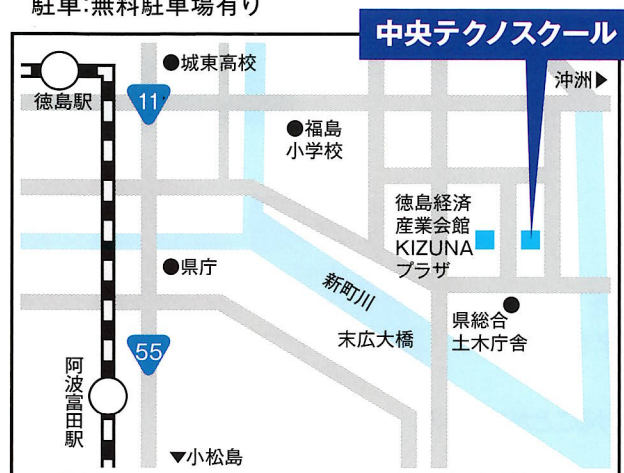 駐車:無料駐車場有り
中央テクノスクール
●城東高校
沖洲▶
徳島駅
11
●福島
小学校
徳島経済
産業会館
KIZUNA
プラザ
●県庁
新町川
県総合
土木庁舎
末広大橋
55
阿波富田駅
▼小松島